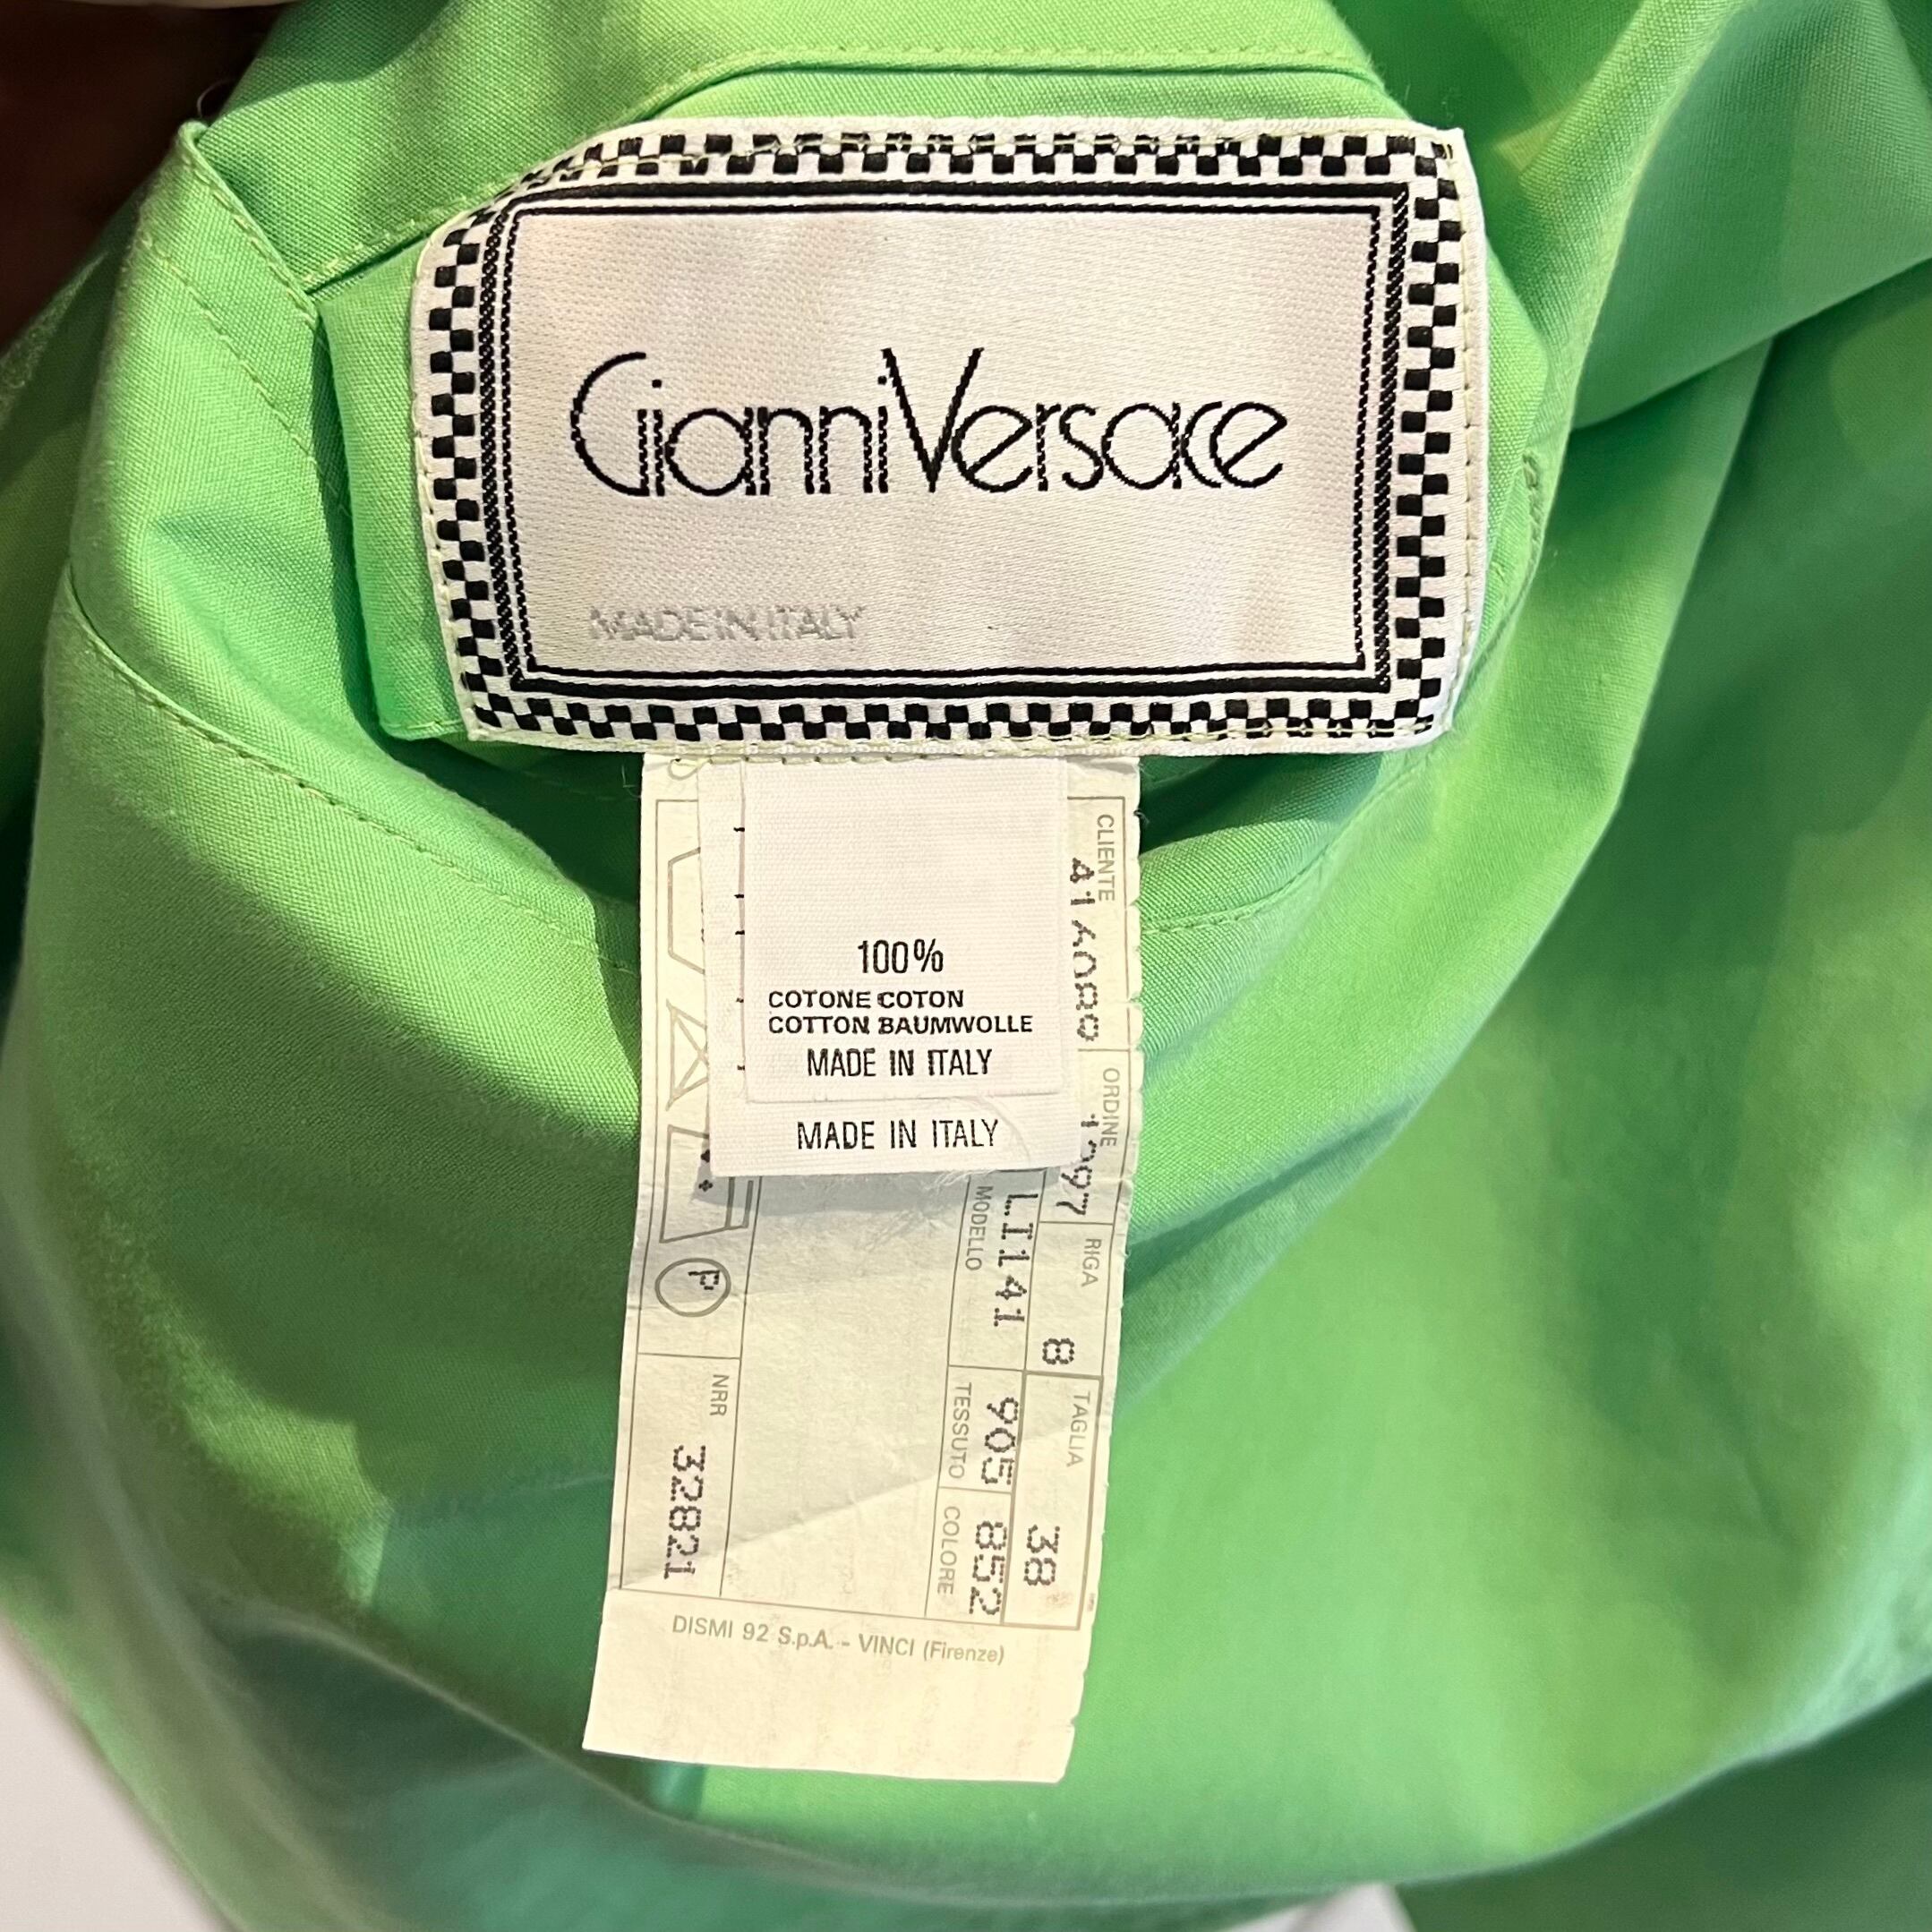 Gianni Versace
MADE IN ITALY
100%
COTONE COTON
COTTON BAUMWOLLE
MADE IN ITALY
MADE IN ITALY
CLIENTE
ORDINE
RIGA 8
TAGLIA 38
MODELLO LI141
TESSUTO 905
COLORE 852
P
NRR 32821
DISMI 92 S.p.A. - VINCI (Firenze)